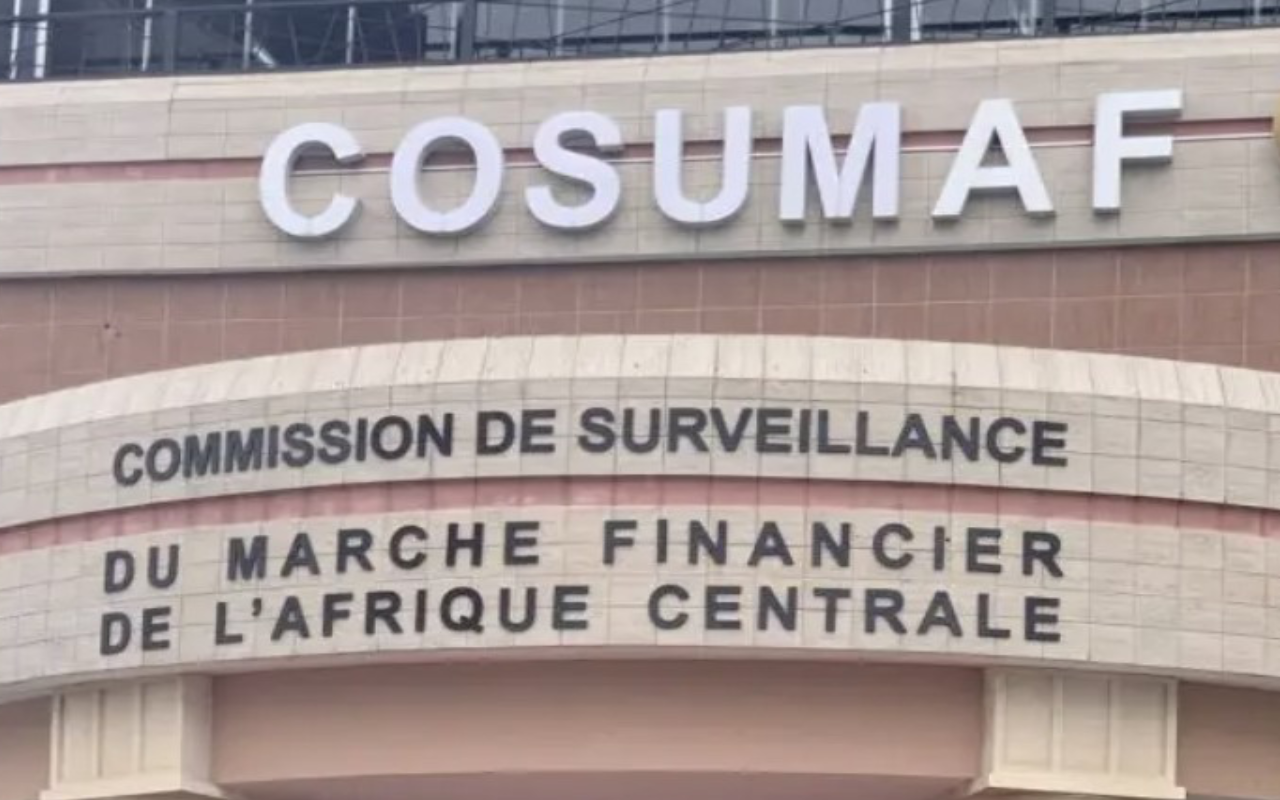 COSUMAF
COMMISSION DE SURVEILLANCE
DU MARCHE FINANCIER
DE L'AFRIQUE CENTRALE